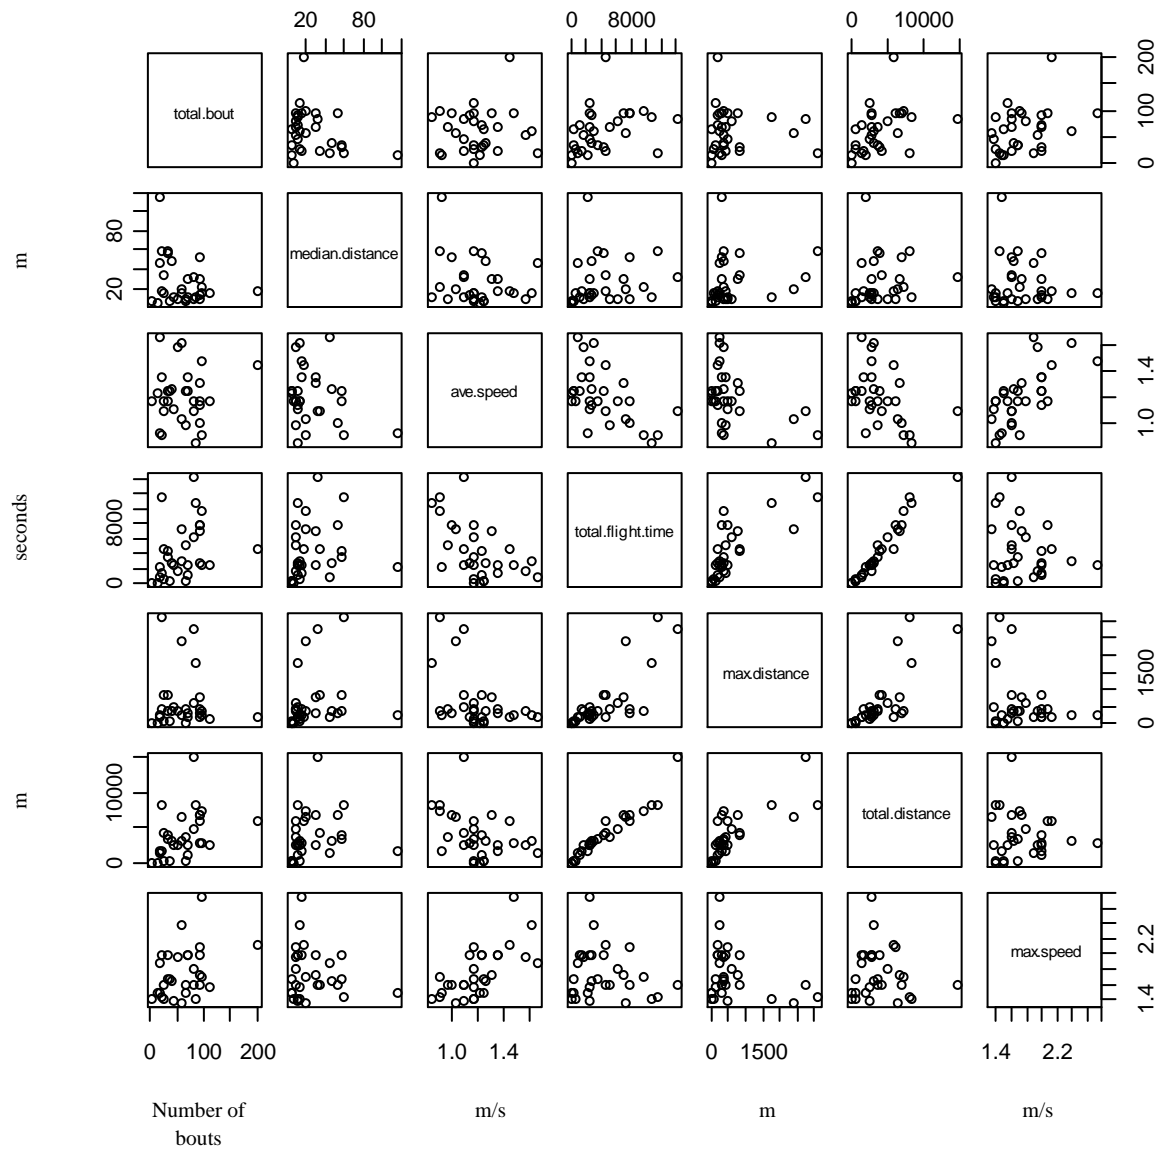 20 80
0 8000
0 10000
total.bout
0 100 200
m
20 80
median.distance
ave.speed
1.0 1.4
seconds
0 8000
total.flight.time
max.distance
0 1500
m
0 10000
total.distance
max.speed
1.4 2.2
0 100 200
1.0 1.4
0 1500
1.4 2.2
Number of
bouts
m/s
m
m/s